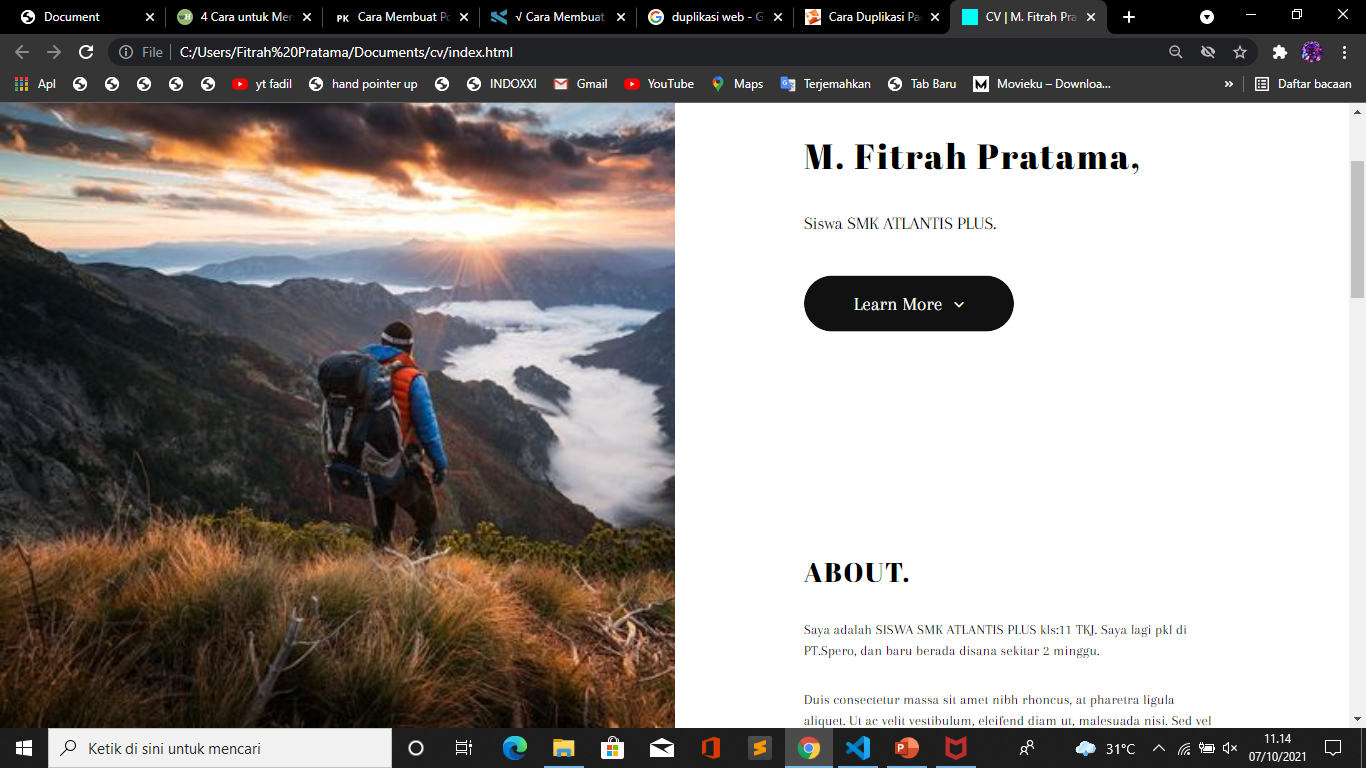 Document
4 Cara untuk Mer
PK Cara Membuat Po
√ Cara Membuat
duplikasi web - G
Cara Duplikasi Pa
CV | M. Fitrah Pra
File
C:/Users/Fitrah%20Pratama/Documents/cv/index.html
Apl
yt fadil
hand pointer up
INDOXXI
Gmail
YouTube
Maps
Terjemahkan
Tab Baru
Movieku – Downloa...
»
Daftar bacaan
M. Fitrah Pratama,
Siswa SMK ATLANTIS PLUS.
Learn More
ABOUT.
Saya adalah SISWA SMK ATLANTIS PLUS kls:11 TKJ. Saya lagi pkl di
PT.Spero, dan baru berada disana sekitar 2 minggu.
Duis consectetur massa sit amet nibh rhoncus, at pharetra ligula
aliquet. Ut ac velit vestibulum, eleifend diam ut, malesuada nisi. Sed vel
Ketik di sini untuk mencari
31°C
11.14
07/10/2021